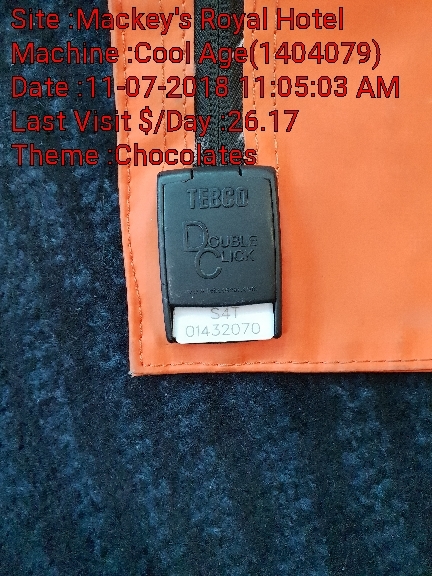 Site :Mackey's Royal Hotel
Machine :Cool Age(1404079)
Date :11-07-2018 11:05:03 AM
Last Visit $/Day :26.17
Theme :Chocolates
TEBCO
DOUBLE
CLICK
S4T
01432070